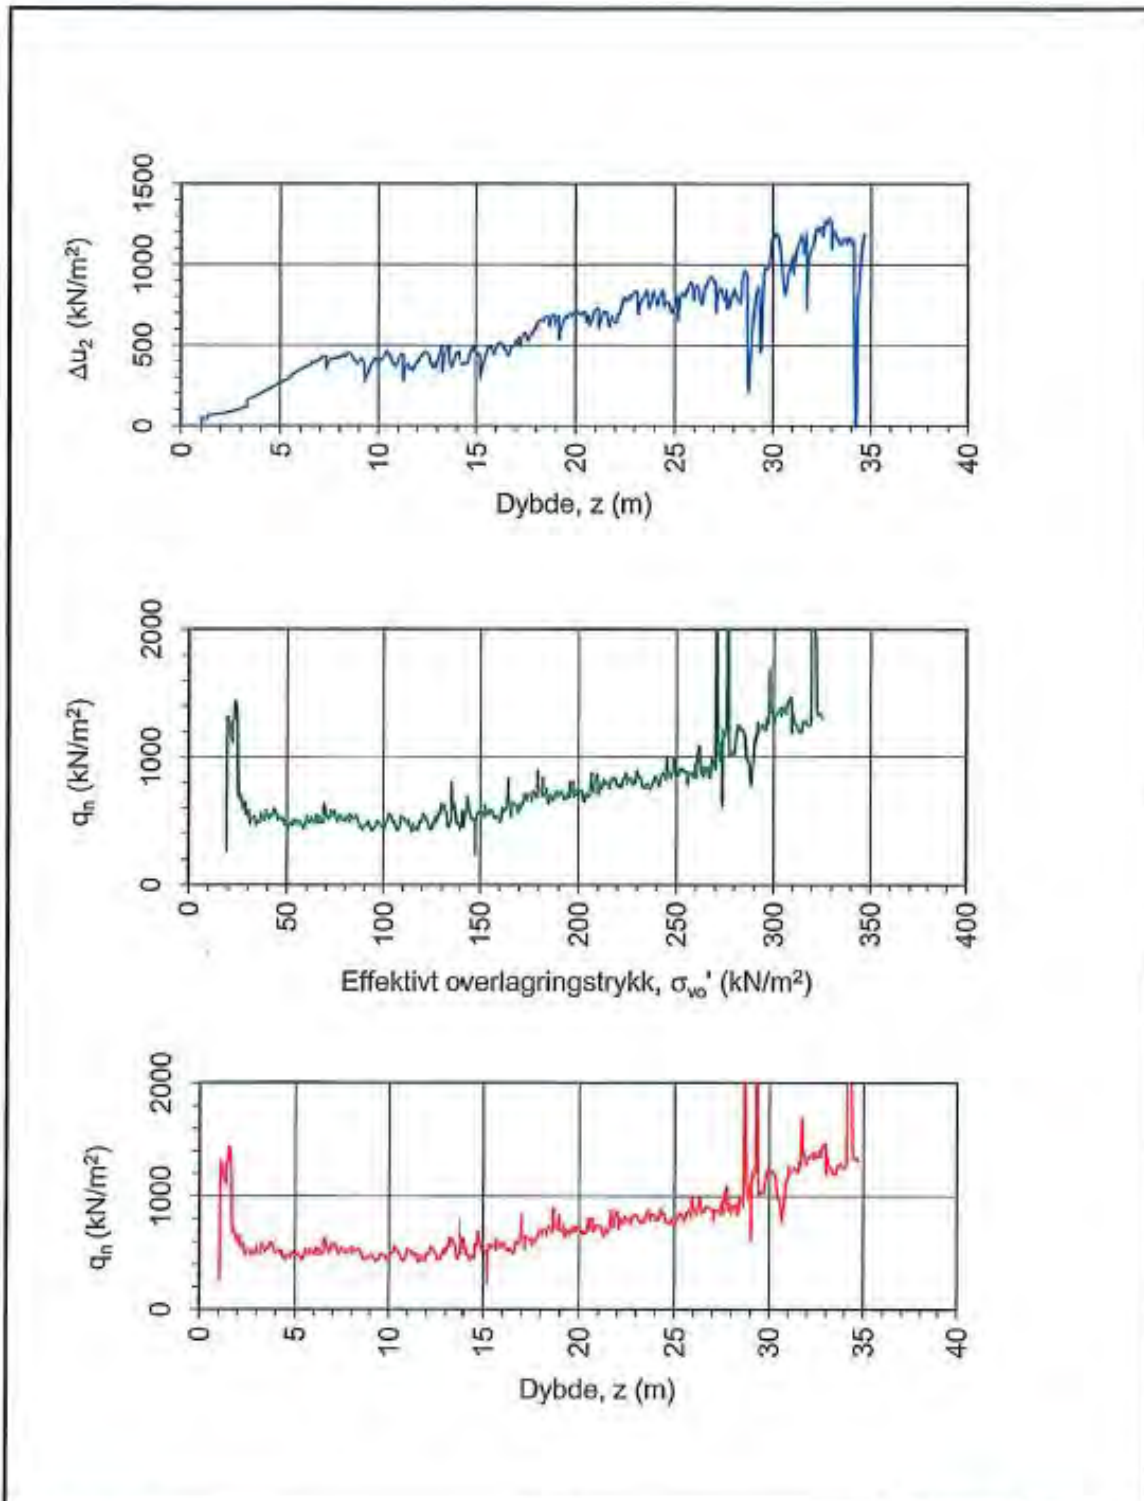 Δu₂ (kN/m²)
1500
1000
500
0
0 5 10 15 20 25 30 35 40
Dybde, z (m)
qₙ (kN/m²)
2000
1000
0
0 50 100 150 200 250 300 350 400
Effektivt overlagringstrykk, σᵥₒ' (kN/m²)
qₙ (kN/m²)
2000
1000
0
0 5 10 15 20 25 30 35 40
Dybde, z (m)